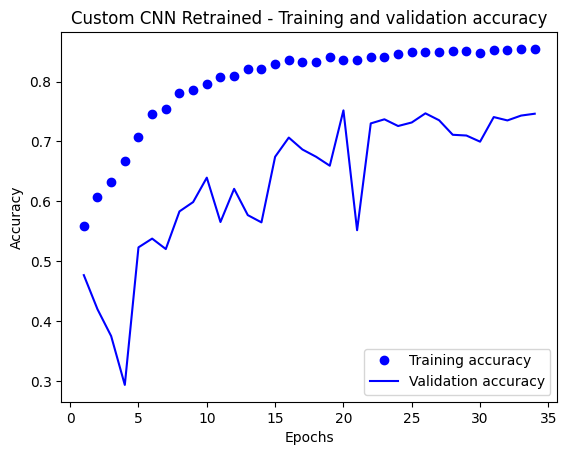 Custom CNN Retrained - Training and validation accuracy
Accuracy
0.8
0.7
0.6
0.5
0.4
0.3
0 5 10 15 20 25 30 35
Epochs
Training accuracy
Validation accuracy